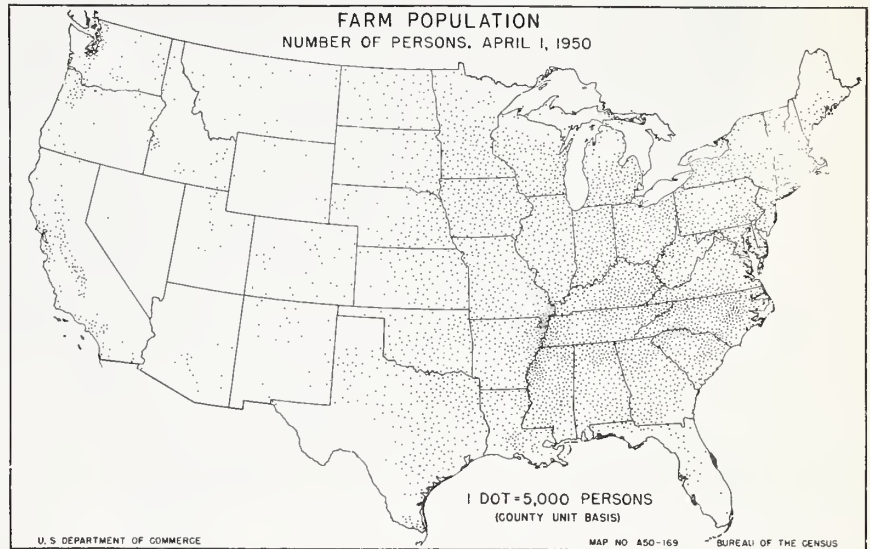 FARM POPULATION
NUMBER OF PERSONS, APRIL 1, 1950
1 DOT = 5,000 PERSONS
(COUNTY UNIT BASIS)
U. S DEPARTMENT OF COMMERCE
MAP NO A50-169
BUREAU OF THE CENSUS